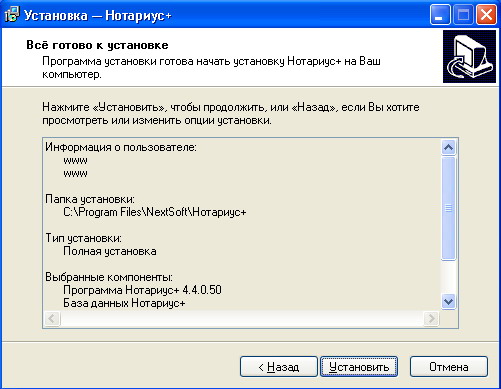 Установка — Нотариус+
Всё готово к установке
Программа установки готова начать установку Нотариус+ на Ваш
компьютер.
Нажмите «Установить», чтобы продолжить, или «Назад», если Вы хотите
просмотреть или изменить опции установки.
Информация о пользователе:
www
www
Папка установки:
C:\Program Files\NextSoft\Нотариус+
Тип установки:
Полная установка
Выбранные компоненты:
Программа Нотариус+ 4.4.0.50
База данных Нотариус+
< Назад
Установить
Отмена